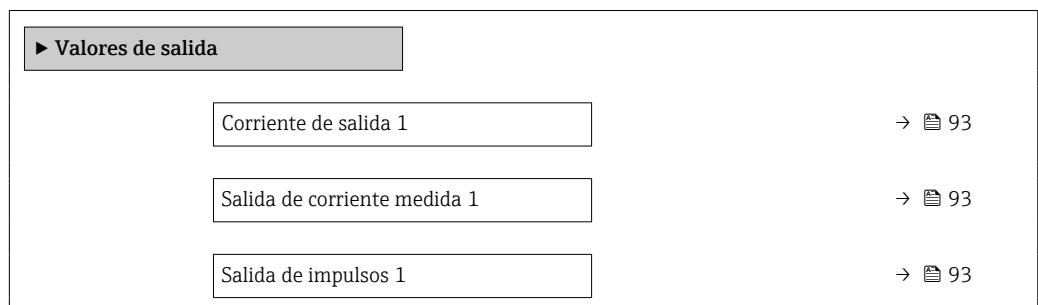 ▶ Valores de salida
Corriente de salida 1 → 93
Salida de corriente medida 1 → 93
Salida de impulsos 1 → 93